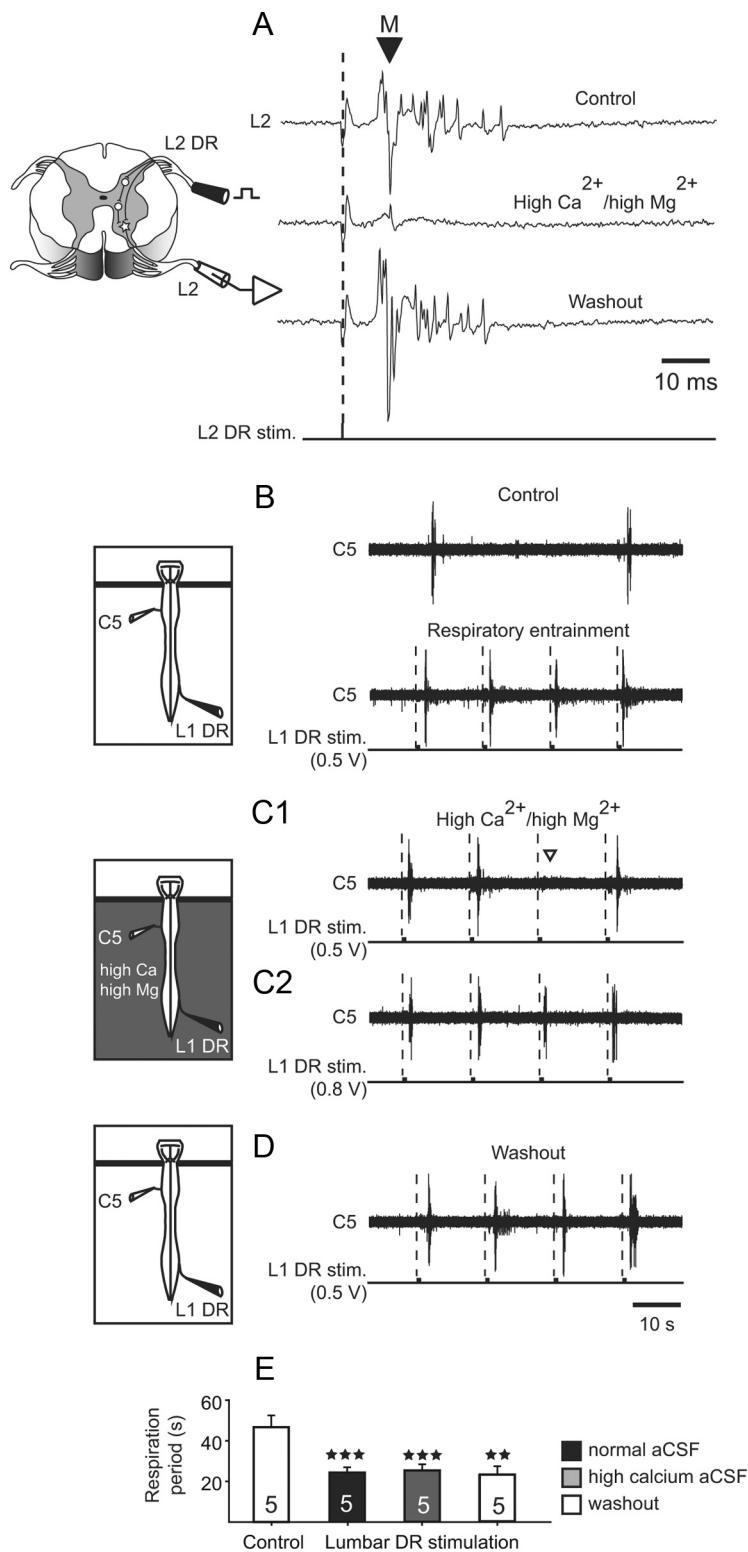 A
M
L2 DR
L2
Control
High Ca2+/high Mg2+
L2
Washout
10 ms
L2 DR stim.
B
Control
C5
Respiratory entrainment
C5
C5
L1 DR
L1 DR stim.
(0.5 V)
C1
High Ca2+/high Mg2+
C5
C5
high Ca
high Mg
L1 DR
L1 DR stim.
(0.5 V)
C2
C5
L1 DR stim.
(0.8 V)
D
Washout
C5
C5
L1 DR
L1 DR stim.
(0.5 V)
10 s
E
Respiration
period (s)
60
40
20
★★★
★★★
★★
5
5
5
5
Control
Lumbar DR stimulation
normal aCSF
high calcium aCSF
washout